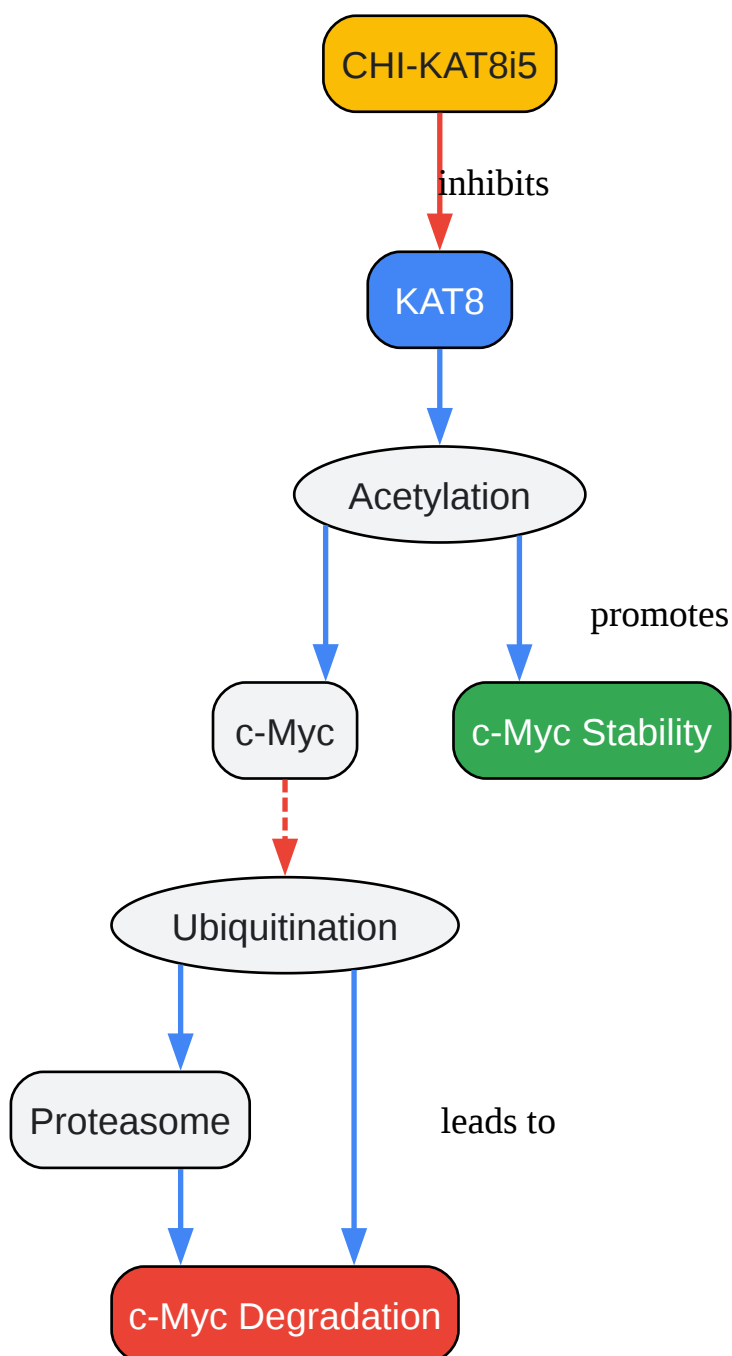 CHI-KAT8i5
inhibits
KAT8
Acetylation
promotes
c-Myc
c-Myc Stability
Ubiquitination
Proteasome
leads to
c-Myc Degradation